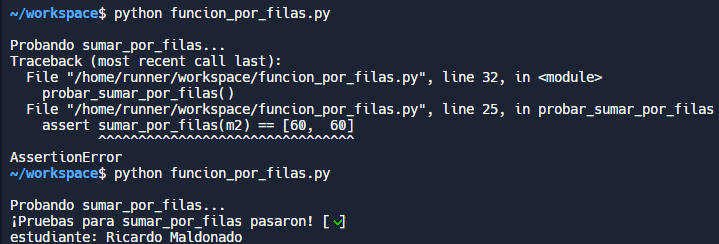 ~/workspace$ python funcion_por_filas.py
Probando sumar_por_filas...
Traceback (most recent call last):
  File "/home/runner/workspace/funcion_por_filas.py", line 32, in <module>
    probar_sumar_por_filas()
  File "/home/runner/workspace/funcion_por_filas.py", line 25, in probar_sumar_por_filas
    assert sumar_por_filas(m2) == [60,  60]
           ^^^^^^^^^^^^^^^^^^^^^^^^^^^^^^^^
AssertionError
~/workspace$ python funcion_por_filas.py
Probando sumar_por_filas...
¡Pruebas para sumar_por_filas pasaron! [✓]
estudiante: Ricardo Maldonado